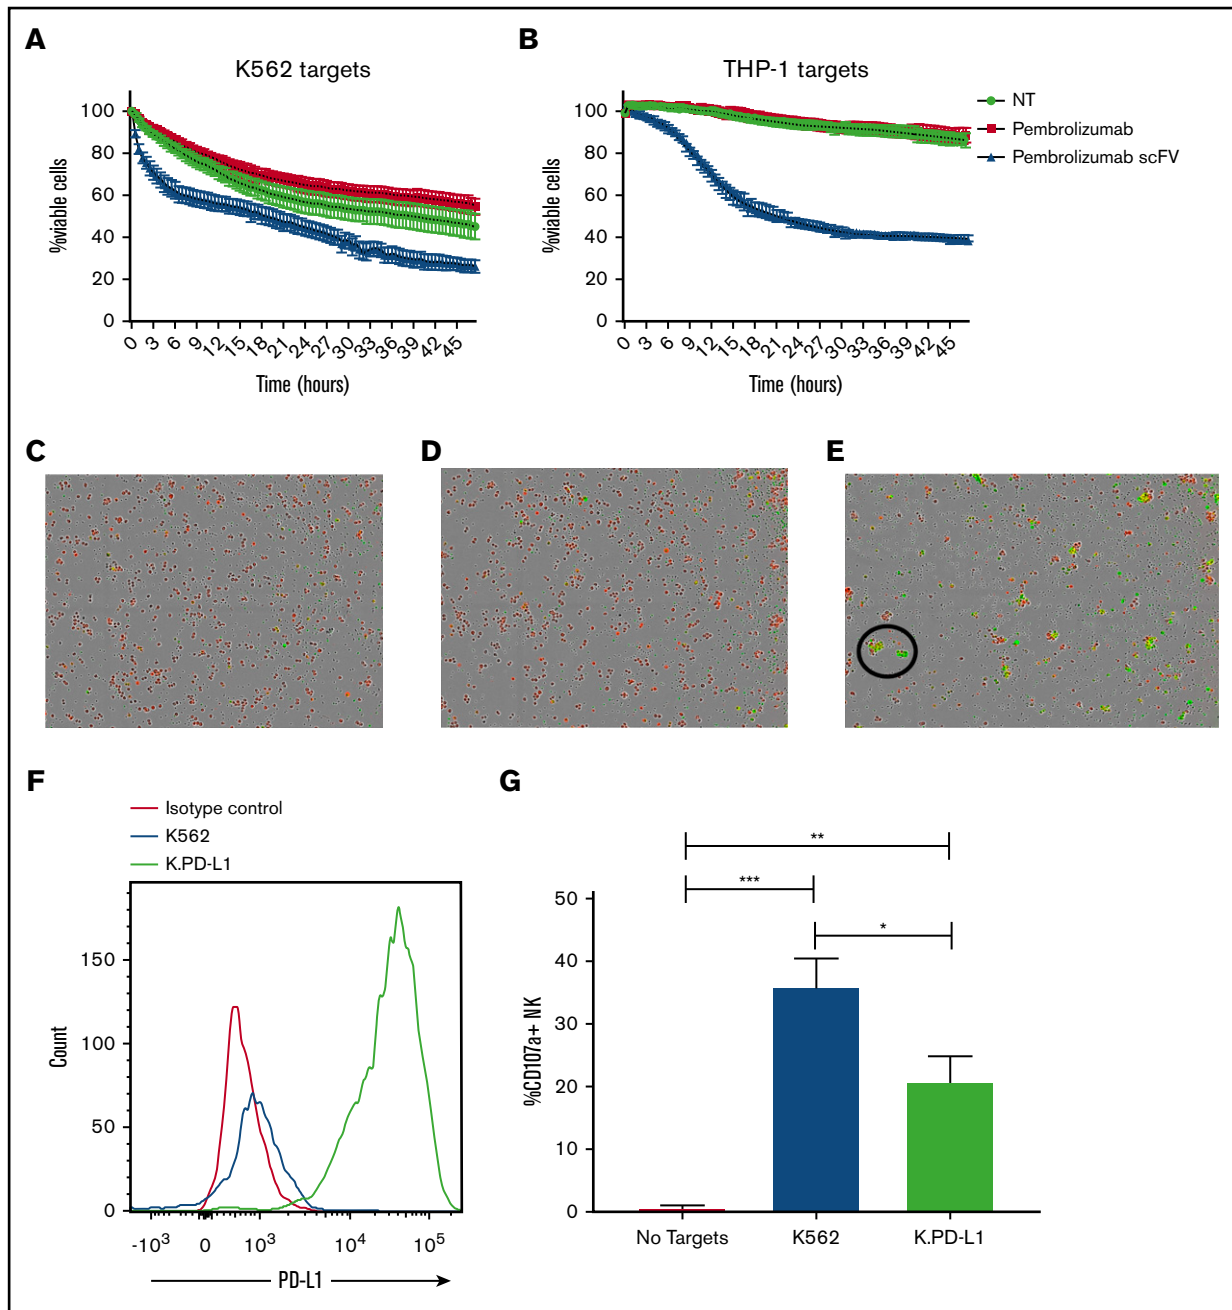 A
K562 targets
%viable cells
100
80
60
40
20
0
0 3 6 9 12 15 18 21 24 27 30 33 36 39 42 45
Time (hours)
B
THP-1 targets
%viable cells
100
80
60
40
20
0
0 3 6 9 12 15 18 21 24 27 30 33 36 39 42 45
Time (hours)
NT
Pembrolizumab
Pembrolizumab scFV
C
D
E
F
Isotype control
K562
K.PD-L1
Count
150
100
50
0
-10³ 0 10³ 10⁴ 10⁵
PD-L1
G
**
***
*
%CD107a+ NK
50
40
30
20
10
0
No Targets K562 K.PD-L1